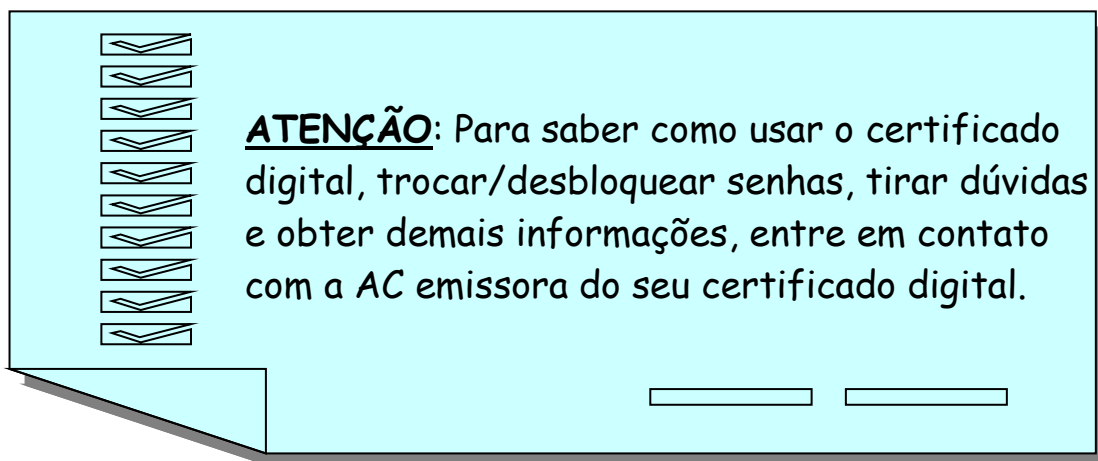 ATENÇÃO: Para saber como usar o certificado
digital, trocar/desbloquear senhas, tirar dúvidas
e obter demais informações, entre em contato
com a AC emissora do seu certificado digital.